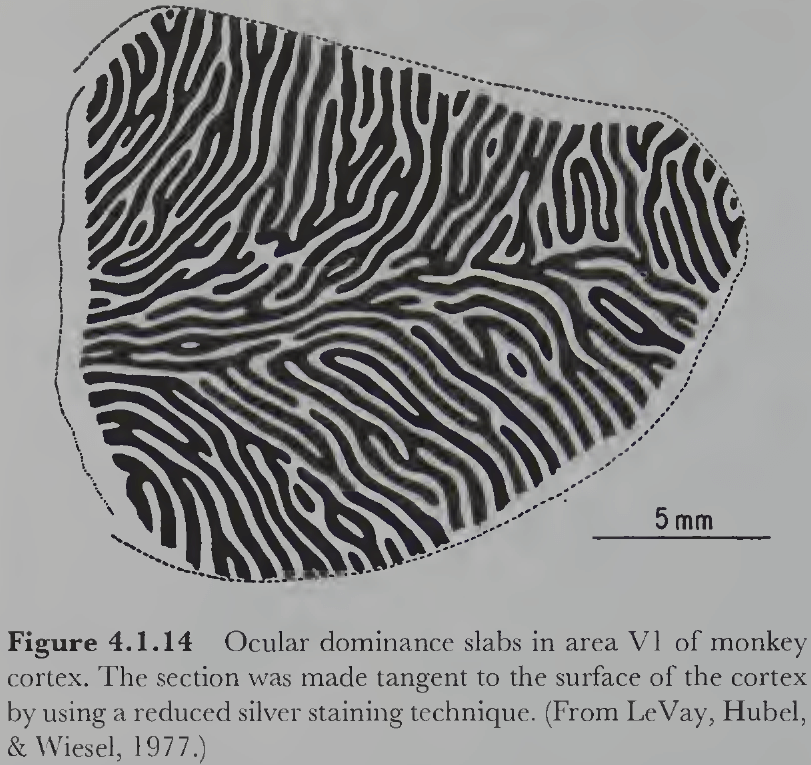 5 mm
Figure 4.1.14 Ocular dominance slabs in area V1 of monkey
cortex. The section was made tangent to the surface of the cortex
by using a reduced silver staining technique. (From LeVay, Hubel,
& Wiesel, 1977.)